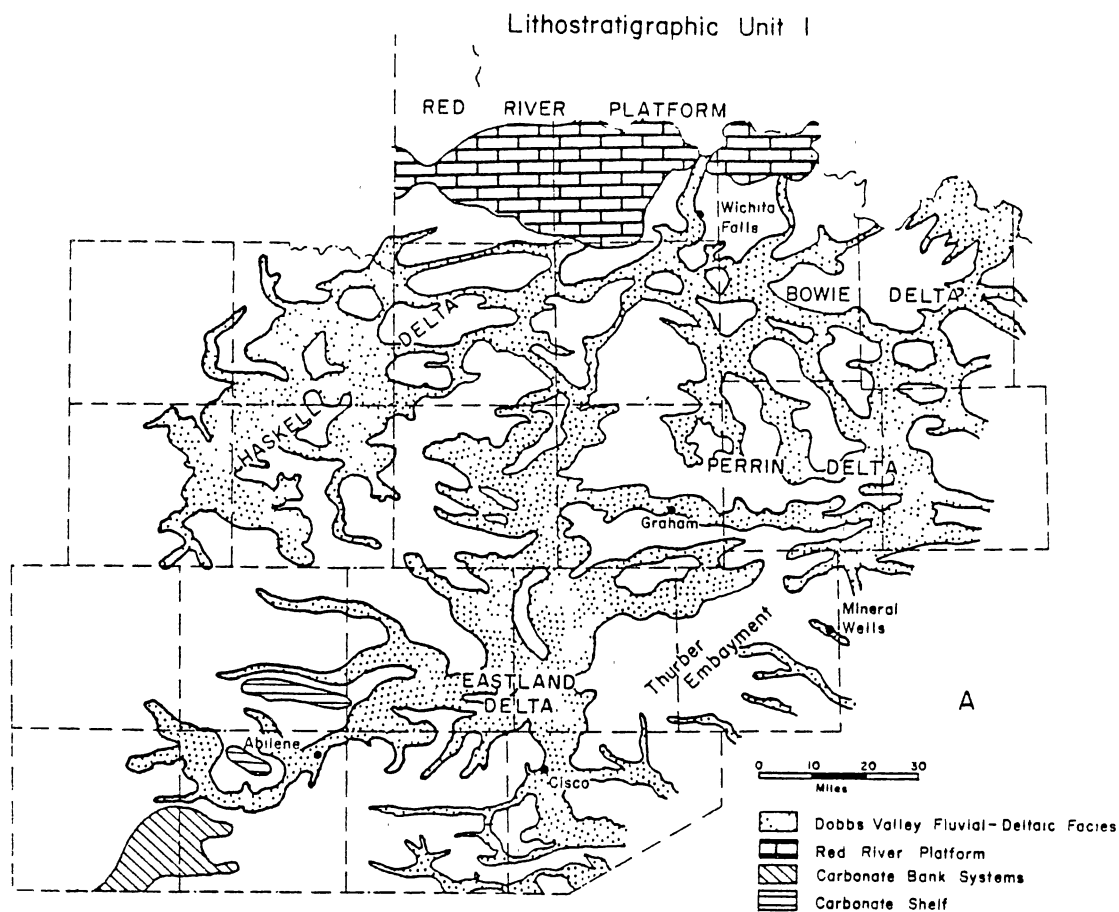 Lithostratigraphic Unit I
RED RIVER PLATFORM
Wichita
Falls
BOWIE DELTA
HASKELL DELTA
PERRIN DELTA
Graham
Mineral
Wells
Thurber
Embayment
EASTLAND
DELTA
A
Abilene
Cisco
0 10 20 30
Miles
Dobbs Valley Fluvial-Deltaic Facies
Red River Platform
Carbonate Bank Systems
Carbonate Shelf